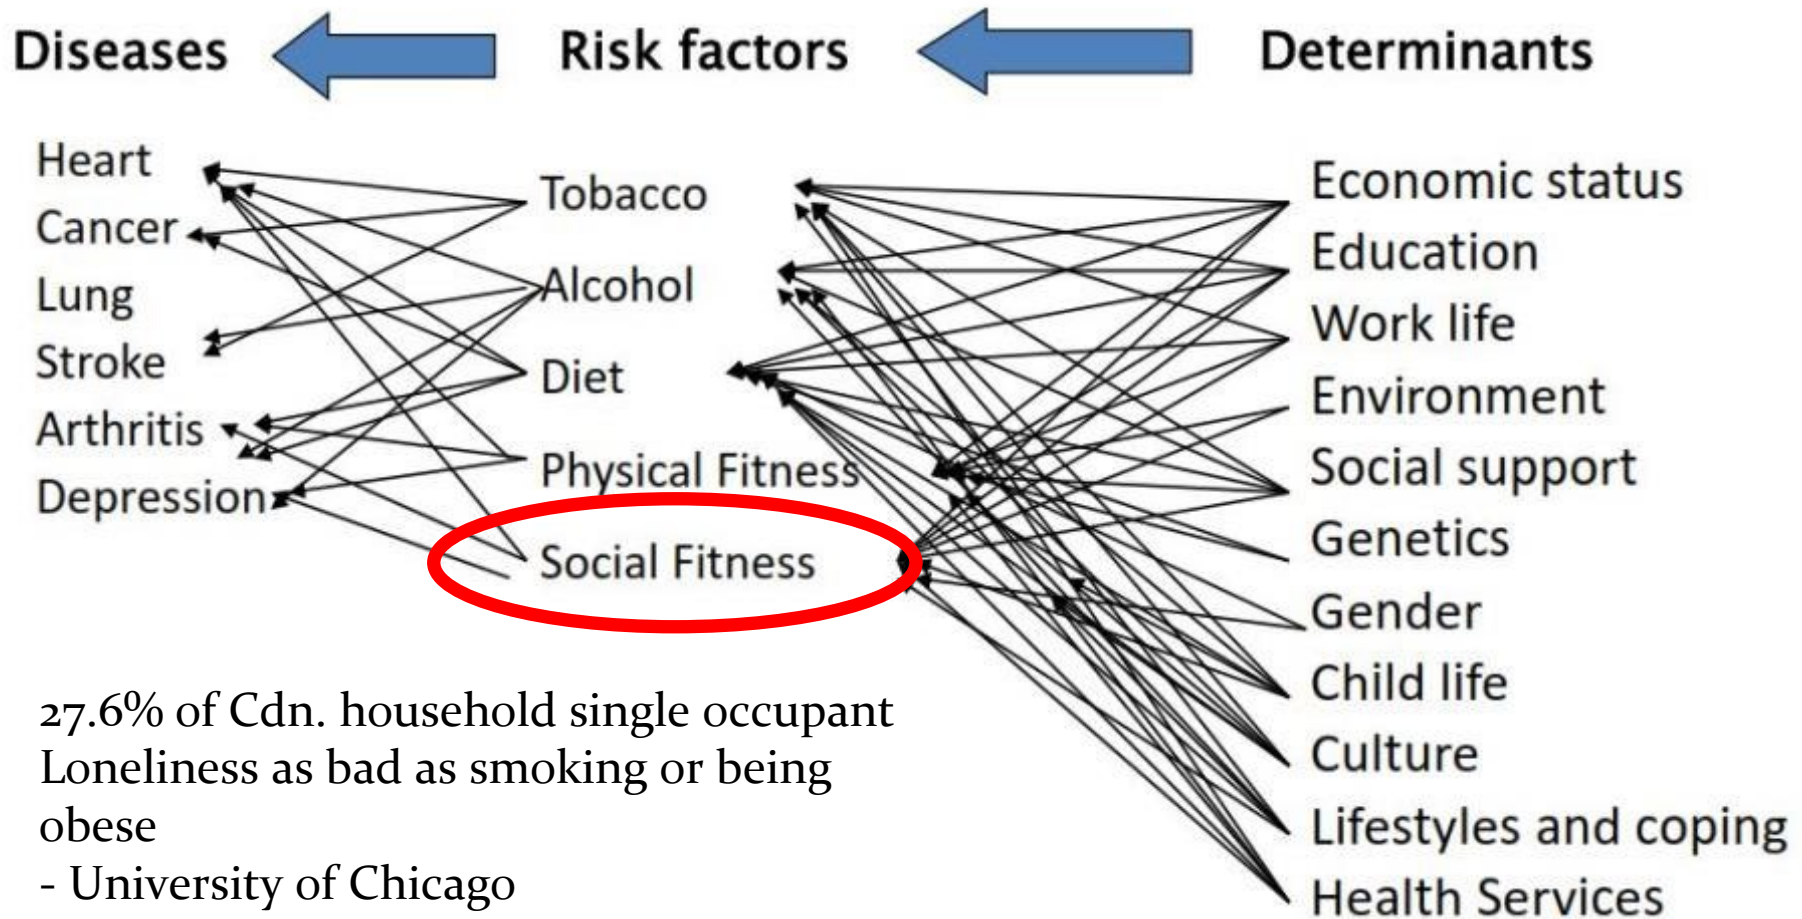 Diseases
Risk factors
Determinants
Heart
Cancer
Lung
Stroke
Arthritis
Depression
Tobacco
Alcohol
Diet
Physical Fitness
Social Fitness
Economic status
Education
Work life
Environment
Social support
Genetics
Gender
Child life
Culture
Lifestyles and coping
Health Services
27.6% of Cdn. household single occupant
Loneliness as bad as smoking or being
obese
- University of Chicago